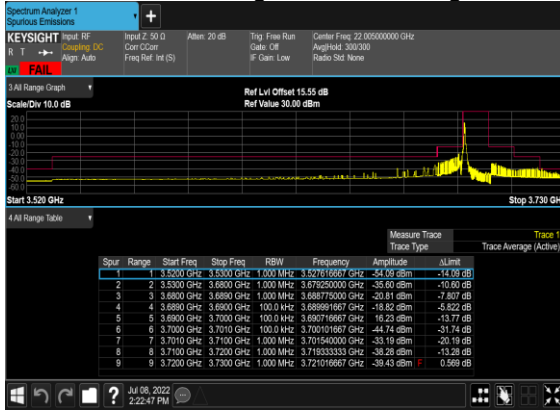 Spectrum Analyzer 1
Spurious Emissions
KEYSIGHT Input: RF Input Z: 50 Ω Atten: 20 dB Trig: Free Run Center Freq: 22.005000000 GHz
R T Coupling: DC Corr CCorr Gate: Off Avg|Hold: 300/300
Align: Auto Freq Ref: Int (S) IF Gain: Low Radio Std: None
FAIL
3 All Range Graph Ref Lvl Offset 15.55 dB
Scale/Div 10.0 dB Ref Value 30.00 dBm
20.0
10.0
0.00
-10.0
-20.0
-30.0
-40.0
-50.0
-60.0
Start 3.520 GHz Stop 3.730 GH
4 All Range Table
Measure Trace Trace 1
Trace Type Trace Average (Active)
Spur Range Start Freq Stop Freq RBW Frequency Amplitude ΔLimit
1 1 3.5200 GHz 3.5300 GHz 1.000 MHz 3.527616667 GHz -54.09 dBm -14.09 dB
2 2 3.5300 GHz 3.6800 GHz 1.000 MHz 3.679250000 GHz -35.60 dBm -10.60 dB
3 3 3.6800 GHz 3.6890 GHz 1.000 MHz 3.688775000 GHz -20.81 dBm -7.807 dB
4 4 3.6890 GHz 3.6900 GHz 100.0 kHz 3.689991667 GHz -18.82 dBm -5.822 dB
5 5 3.6900 GHz 3.7000 GHz 100.0 kHz 3.690716667 GHz 16.23 dBm -13.77 dB
6 6 3.7000 GHz 3.7010 GHz 100.0 kHz 3.700101667 GHz -44.74 dBm -31.74 dB
7 7 3.7010 GHz 3.7100 GHz 1.000 MHz 3.701540000 GHz -33.19 dBm -20.19 dB
8 8 3.7100 GHz 3.7200 GHz 1.000 MHz 3.719333333 GHz -38.28 dBm -13.28 dB
9 9 3.7200 GHz 3.7300 GHz 1.000 MHz 3.721016667 GHz -39.43 dBm F 0.569 dB
Jul 08, 2022
2:22:47 PM